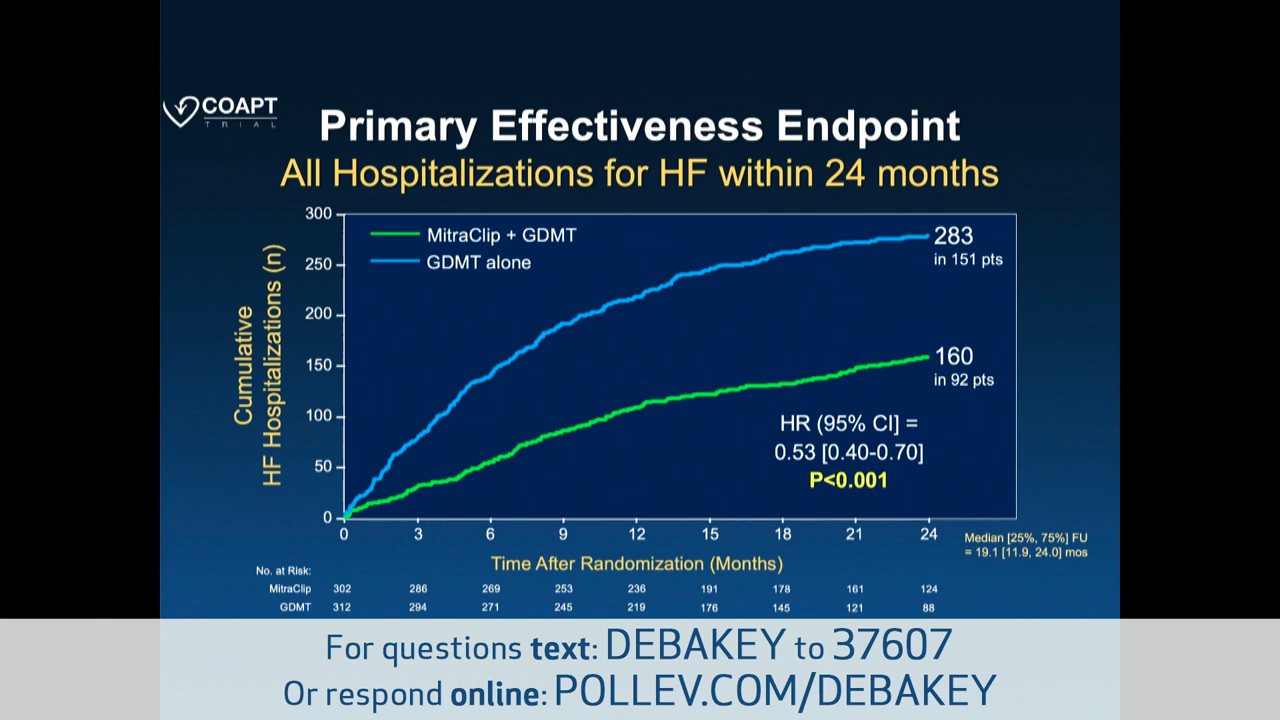 COAPT
TRIAL
Primary Effectiveness Endpoint
All Hospitalizations for HF within 24 months
Cumulative
HF Hospitalizations (n)
300
250
200
150
100
50
0
MitraClip + GDMT
GDMT alone
283
in 151 pts
160
in 92 pts
HR (95% CI] =
0.53 [0.40-0.70]
P<0.001
0 3 6 9 12 15 18 21 24
Time After Randomization (Months)
Median [25%, 75%] FU
= 19.1 [11.9, 24.0] mos
No. at Risk:
MitraClip 302 286 269 253 236 191 178 161 124
GDMT 312 294 271 245 219 176 145 121 88
For questions text: DEBAKEY to 37607
Or respond online: POLLEV.COM/DEBAKEY